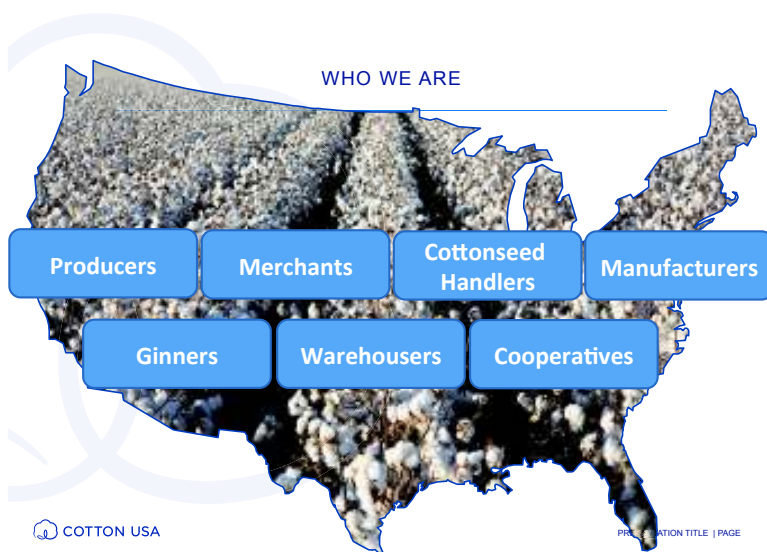 WHO WE ARE
Producers
Merchants
Cottonseed
Handlers
Manufacturers
Ginners
Warehousers
Cooperatives
COTTON USA
TITLE | PAGE